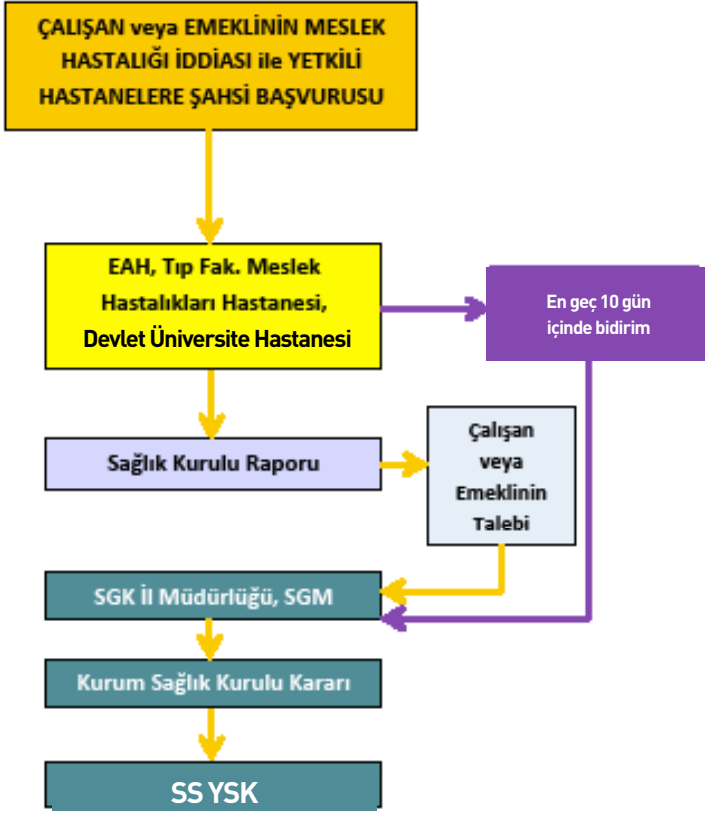 ÇALIŞAN veya EMEKLİNİN MESLEK
HASTALIĞI İDDİASI ile YETKİLİ
HASTANELERE ŞAHSİ BAŞVURUSU
EAH, Tıp Fak. Meslek
Hastalıkları Hastanesi,
Devlet Üniversite Hastanesi
En geç 10 gün
içinde bidirim
Sağlık Kurulu Raporu
Çalışan
veya
Emeklinin
Talebi
SGK İl Müdürlüğü, SGM
Kurum Sağlık Kurulu Kararı
SS YSK